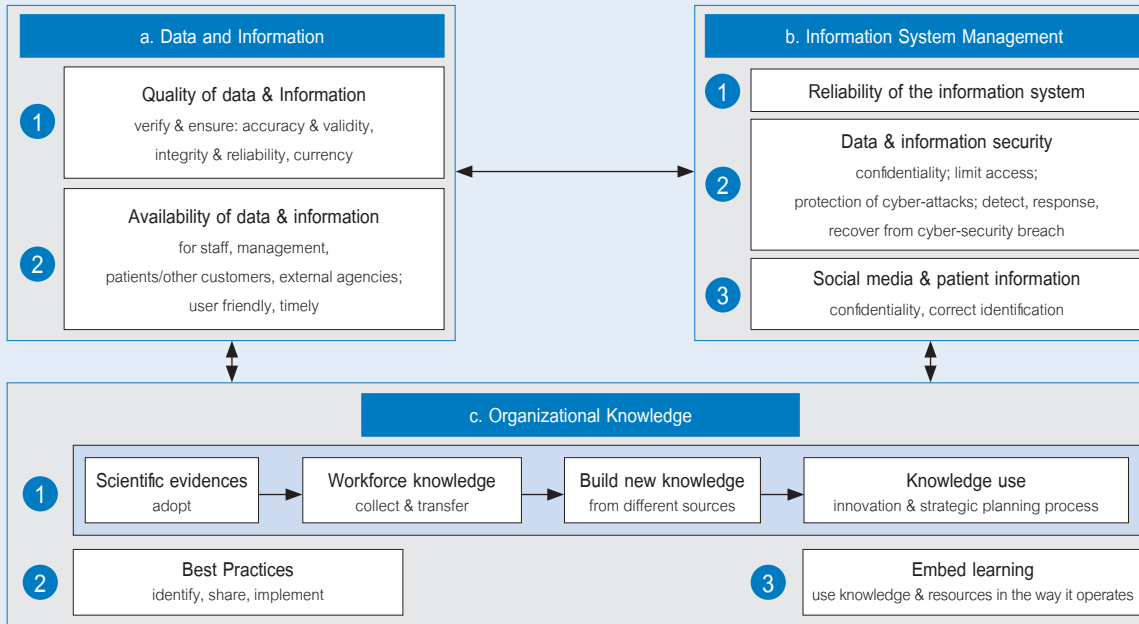 a. Data and Information
1
Quality of data & Information
verify & ensure: accuracy & validity,
integrity & reliability, currency
2
Availability of data & information
for staff, management,
patients/other customers, external agencies;
user friendly, timely
b. Information System Management
1
Reliability of the information system
2
Data & information security
confidentiality; limit access;
protection of cyber-attacks; detect, response,
recover from cyber-security breach
3
Social media & patient information
confidentiality, correct identification
c. Organizational Knowledge
1
Scientific evidences
adopt
Workforce knowledge
collect & transfer
Build new knowledge
from different sources
Knowledge use
innovation & strategic planning process
2
Best Practices
identify, share, implement
3
Embed learning
use knowledge & resources in the way it operates